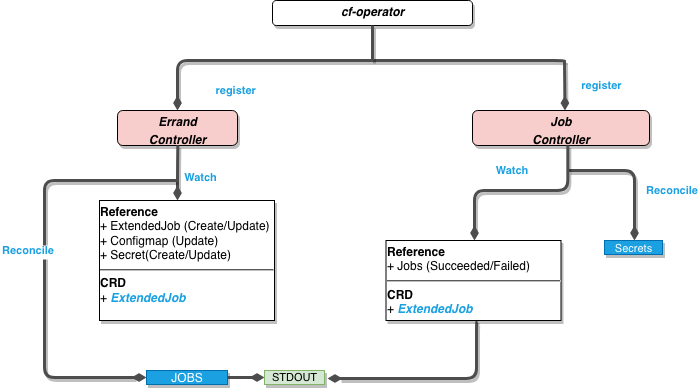 cf-operator
register
register
Errand
Controller
Job
Controller
Watch
Watch
Reconcile
Reference
+ ExtendedJob (Create/Update)
+ Configmap (Update)
+ Secret(Create/Update)
CRD
+ ExtendedJob
Reconcile
Secrets
Reference
+ Jobs (Succeeded/Failed)
CRD
+ ExtendedJob
JOBS
STDOUT